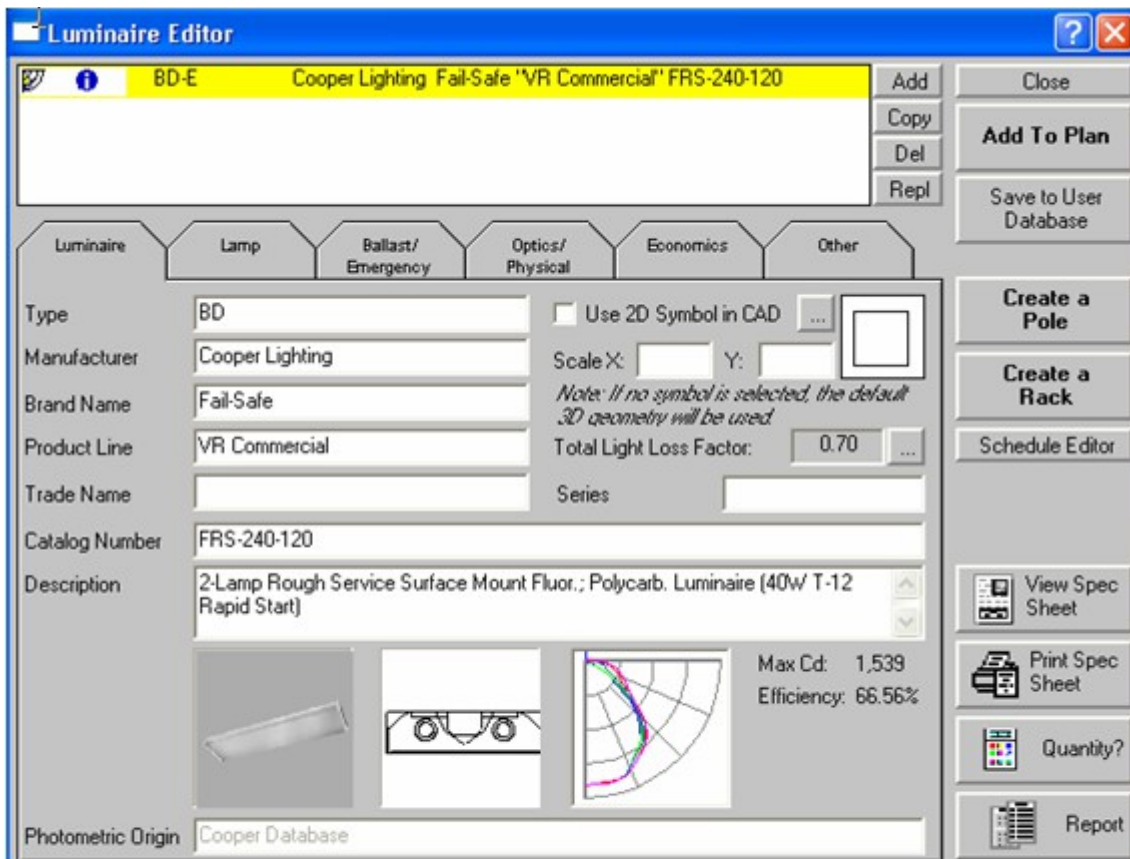 Luminaire Editor
BD-E Cooper Lighting Fail-Safe "VR Commercial" FRS-240-120
Add
Copy
Del
Repl
Close
Add To Plan
Save to User
Database
Luminaire
Lamp
Ballast/
Emergency
Optics/
Physical
Economics
Other
Type BD
Use 2D Symbol in CAD ...
Manufacturer Cooper Lighting
Scale X: Y:
Brand Name Fail-Safe
Note: If no symbol is selected, the default
3D geometry will be used.
Product Line VR Commercial
Total Light Loss Factor: 0.70 ...
Trade Name
Series
Catalog Number FRS-240-120
Description 2-Lamp Rough Service Surface Mount Fluor.; Polycarb. Luminaire (40W T-12
Rapid Start)
Max Cd: 1,539
Efficiency: 66.56%
Photometric Origin Cooper Database
Create a
Pole
Create a
Rack
Schedule Editor
View Spec
Sheet
Print Spec
Sheet
Quantity?
Report